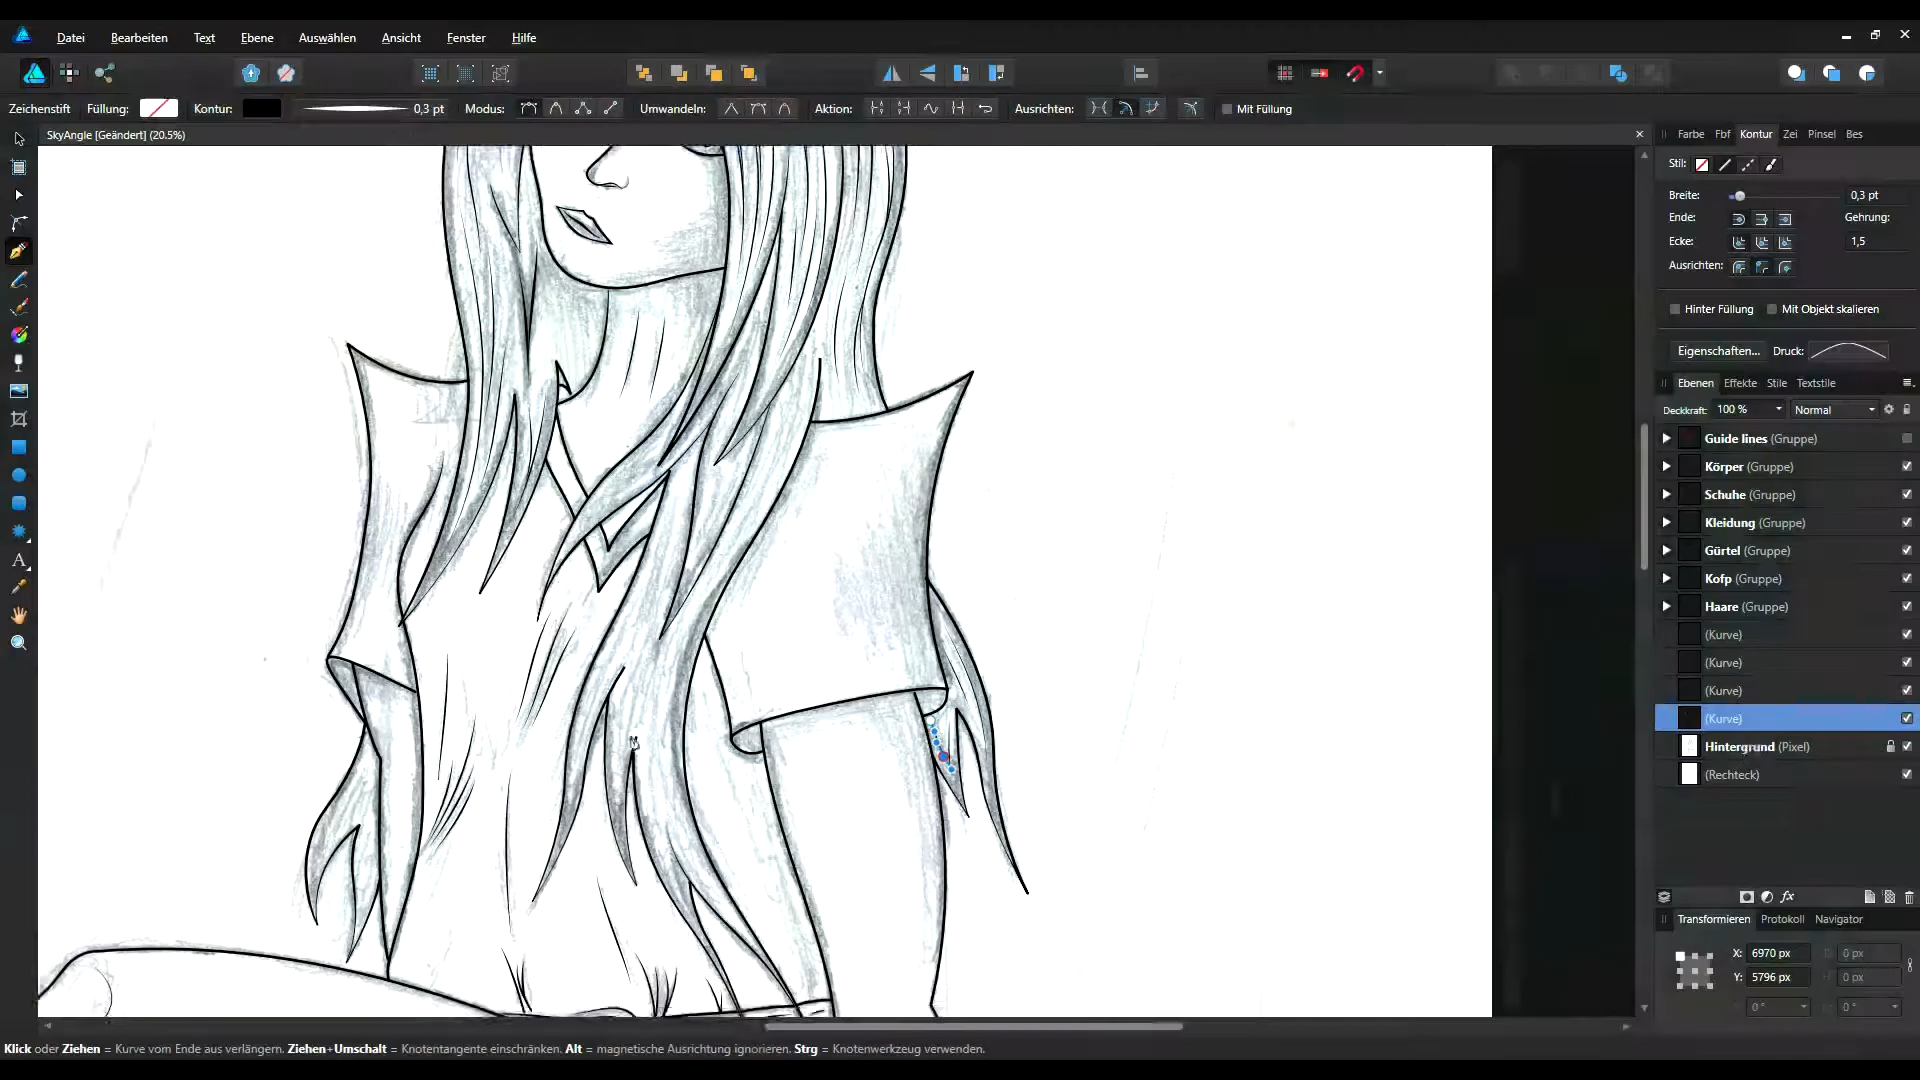 Datei Bearbeiten Text Ebene Auswählen Ansicht Fenster Hilfe
Zeichenstift Füllung: Kontur: 0,3 pt Modus: Umwandeln: Aktion: Ausrichten: Mit Füllung
SkyAngle [Geändert] (20.5%)
Farbe Fbf Kontur Zei Pinsel Bes
Stil:
Breite: 0,3 pt
Ende: Gehrung:
Ecke: 1,5
Ausrichten:
Hinter Füllung Mit Objekt skalieren
Eigenschaften... Druck:
Ebenen Effekte Stile Textstile
Deckkraft: 100 % Normal
Guide lines (Gruppe)
Körper (Gruppe)
Schuhe (Gruppe)
Kleidung (Gruppe)
Gürtel (Gruppe)
Kofp (Gruppe)
Haare (Gruppe)
(Kurve)
(Kurve)
(Kurve)
(Kurve)
Hintergrund (Pixel)
(Rechteck)
fx
Transformieren Protokoll Navigator
X: 6970 px 0 px
Y: 5796 px 0 px
0 ° 0 °
A
Klick oder Ziehen = Kurve vom Ende aus verlängern. Ziehen+Umschalt = Knotentangente einschränken. Alt = magnetische Ausrichtung ignorieren. Strg = Knotenwerkzeug verwenden.